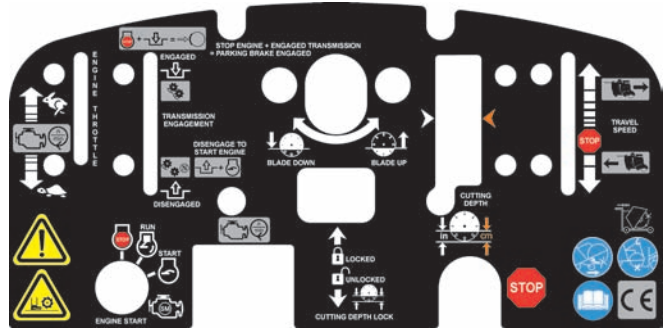 STOP
STOP ENGINE + ENGAGED TRANSMISSION
= PARKING BRAKE ENGAGED
ENGINE THROTTLE
ENGAGED
TRANSMISSION
ENGAGEMENT
DISENGAGE TO
START ENGINE
DISENGAGED
BLADE DOWN
BLADE UP
TRAVEL
SPEED
STOP
CUTTING
DEPTH
in
cm
RUN
STOP
START
SM
ENGINE START
LOCKED
UNLOCKED
CUTTING DEPTH LOCK
STOP
CE